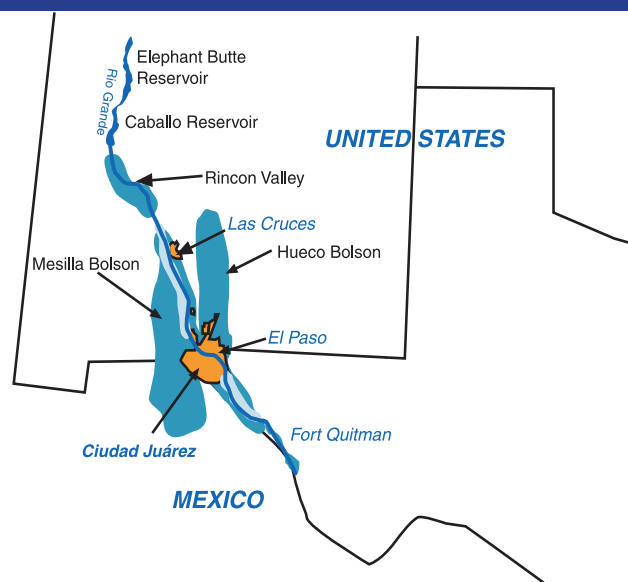 Elephant Butte
Reservoir
Rio Grande
Caballo Reservoir
UNITED STATES
Rincon Valley
Las Cruces
Hueco Bolson
Mesilla Bolson
El Paso
Fort Quitman
Ciudad Juárez
MEXICO